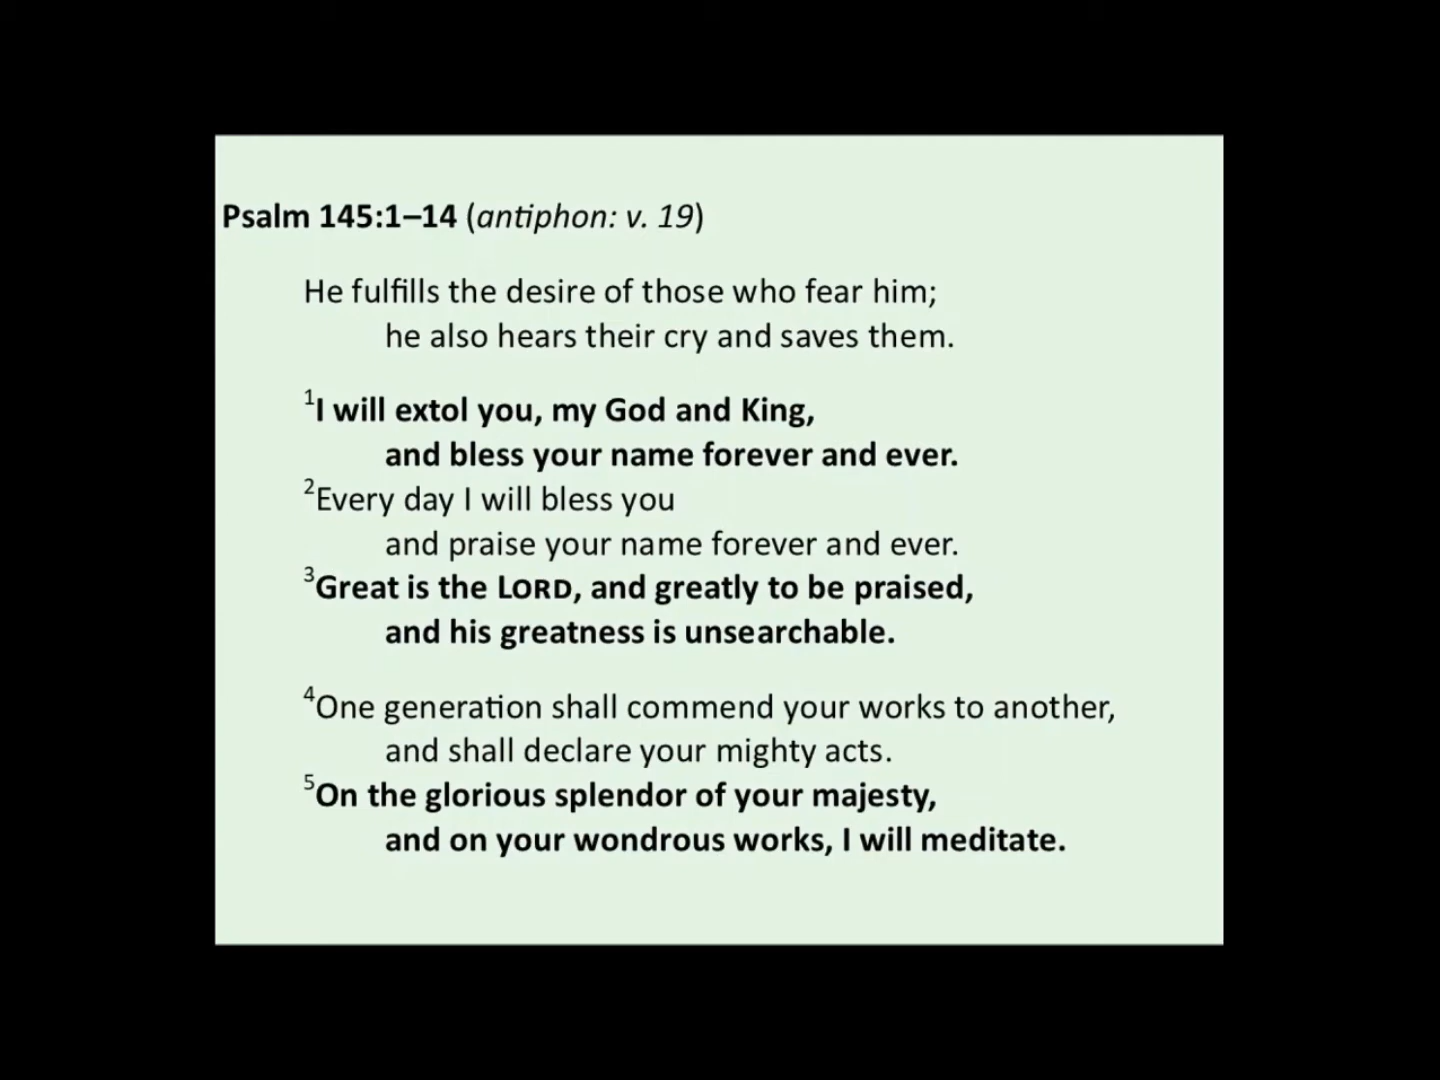 Psalm 145:1–14 (antiphon: v. 19)
He fulfills the desire of those who fear him;
he also hears their cry and saves them.
1I will extol you, my God and King,
and bless your name forever and ever.
2Every day I will bless you
and praise your name forever and ever.
3Great is the LORD, and greatly to be praised,
and his greatness is unsearchable.
4One generation shall commend your works to another,
and shall declare your mighty acts.
5On the glorious splendor of your majesty,
and on your wondrous works, I will meditate.